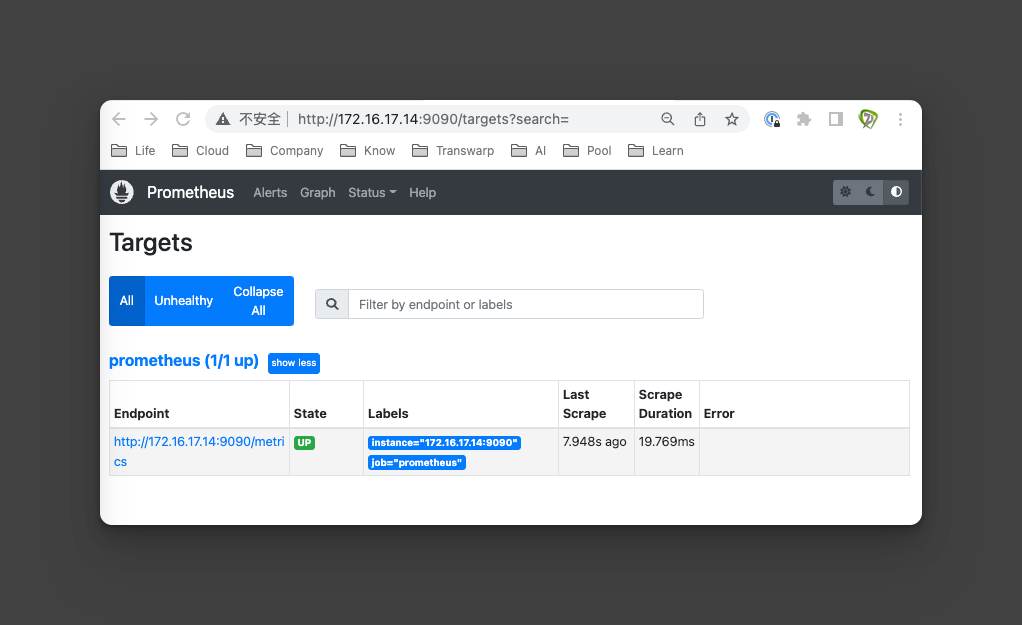 不安全 http://172.16.17.14:9090/targets?search=
Life Cloud Company Know Transwarp AI Pool Learn
Prometheus Alerts Graph Status Help
Targets
All Unhealthy Collapse
All
Filter by endpoint or labels
prometheus (1/1 up) show less
Last Scrape
Endpoint State Labels Scrape Duration Error
http://172.16.17.14:9090/metri UP instance="172.16.17.14:9090" 7.948s ago 19.769ms
cs job="prometheus"